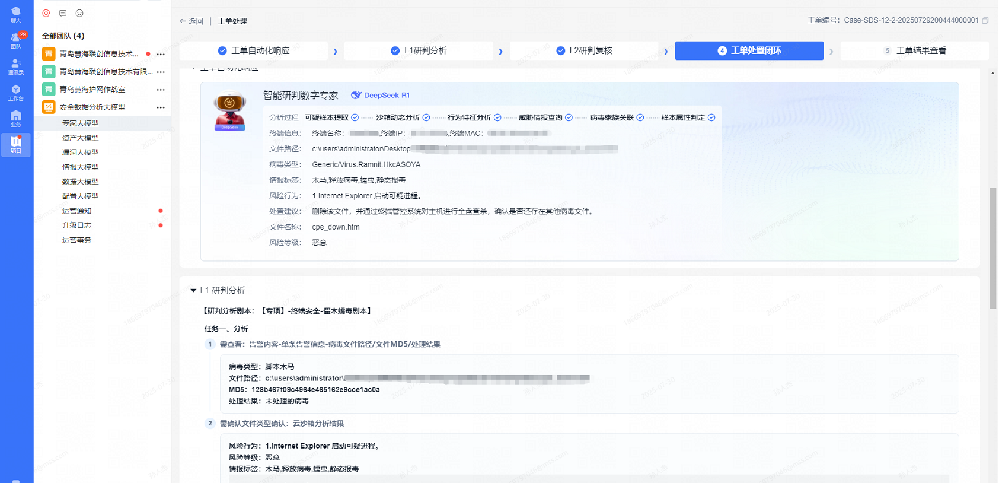 聊天
29
团队
通讯录
工作台
业务
项目
全部团队 (4)
青 青岛慧海联创信息技术... ...
青 青岛慧海联创信息技术有限... ...
青 青岛慧海护网作战室 ...
安全数据分析大模型 ...
专家大模型
资产大模型
漏洞大模型
情报大模型
数据大模型
配置大模型
运营通知
升级日志
运营事务
返回 | 工单处理
工单编号：Case-SDS-12-2-20250729200444000001
工单自动化响应
L1研判分析
L2研判复核
4 工单处置闭环
5 工单结果查看
工单自动化响应
DeepSeek
智能研判数字专家 DeepSeek R1
分析过程 可疑样本提取 沙箱动态分析 行为特征分析 威胁情报查询 病毒家族关联 样本属性判定
终端信息： 终端名称： ,终端IP： ,终端MAC：
文件路径： c:\users\administrator\Desktop
病毒类型： Generic/Virus.Ramnit.HkcASOYA
情报标签： 木马,释放病毒,蠕虫,静态报毒
风险行为： 1.Internet Explorer 启动可疑进程。
处置建议： 删除该文件，并通过终端管控系统对主机进行全盘查杀，确认是否还存在其他病毒文件。
文件名称： cpe_down.htm
风险等级： 恶意
L1 研判分析
【研判分析剧本：【专项】-终端安全-僵木蠕毒剧本】
任务一、分析
1 需查看：告警内容-单条告警信息-病毒文件路径/文件MD5/处理结果
病毒类型：脚本木马
文件路径：c:\users\administrator\
MD5：128b467f09c4964e465162e9cce1ac0a
处理结果：未处理的病毒
2 需确认文件类型确认：云沙箱分析结果
风险行为：1.Internet Explorer 启动可疑进程。
风险等级：恶意
情报标签：木马,释放病毒,蠕虫,静态报毒